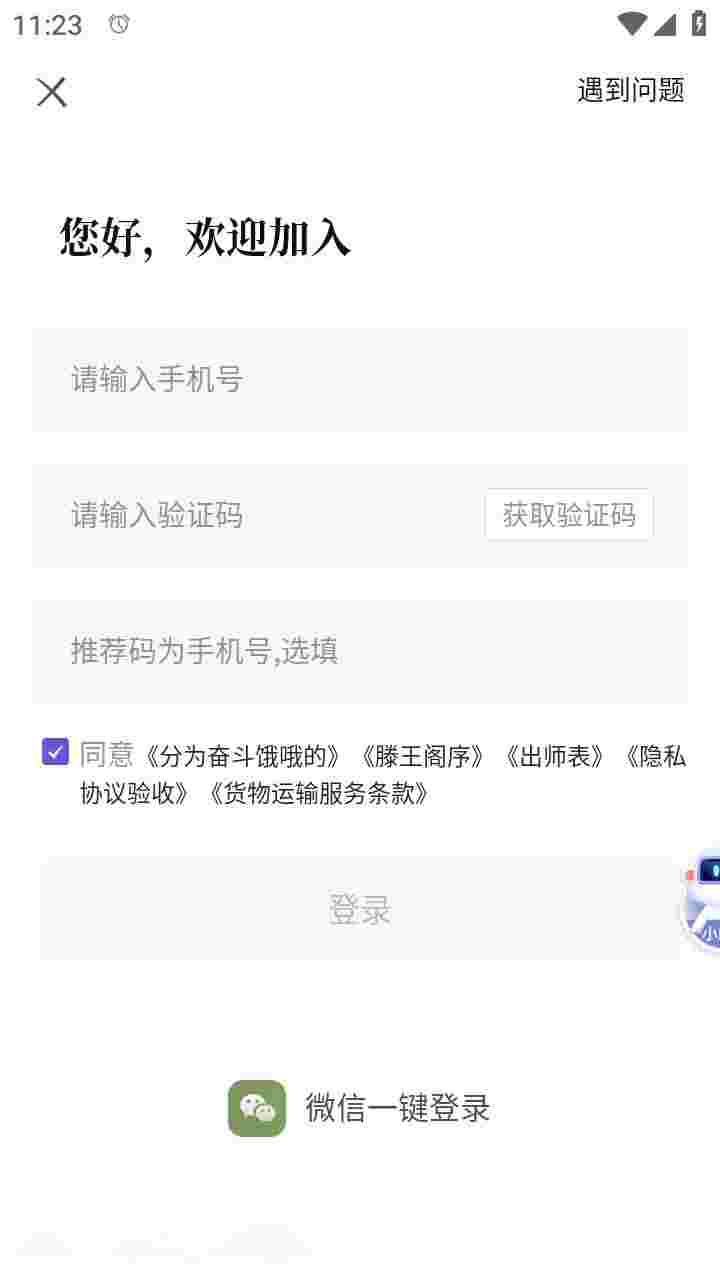 11:23
遇到问题
您好，欢迎加入
请输入手机号
请输入验证码 获取验证码
推荐码为手机号,选填
同意《分为奋斗饿哦的》《滕王阁序》《出师表》《隐私
协议验收》《货物运输服务条款》
登录
微信一键登录